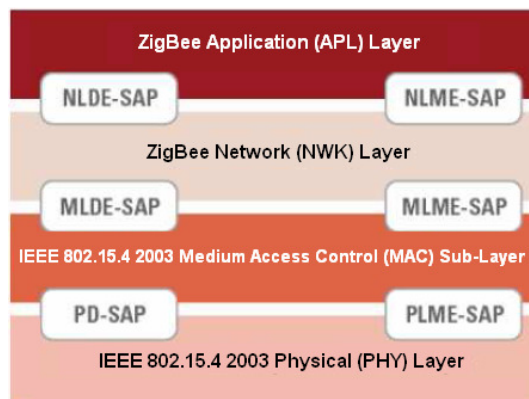 ZigBee Application (APL) Layer
NLDE-SAP NLME-SAP
ZigBee Network (NWK) Layer
MLDE-SAP MLME-SAP
IEEE 802.15.4 2003 Medium Access Control (MAC) Sub-Layer
PD-SAP PLME-SAP
IEEE 802.15.4 2003 Physical (PHY) Layer